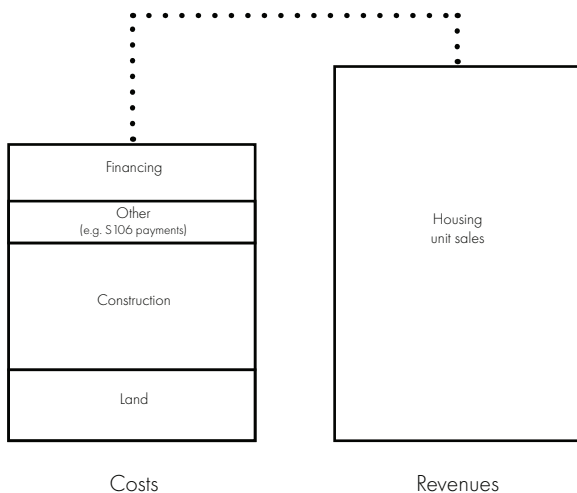 Financing
Other
(e.g. S106 payments)
Construction
Land
Housing
unit sales
Costs
Revenues